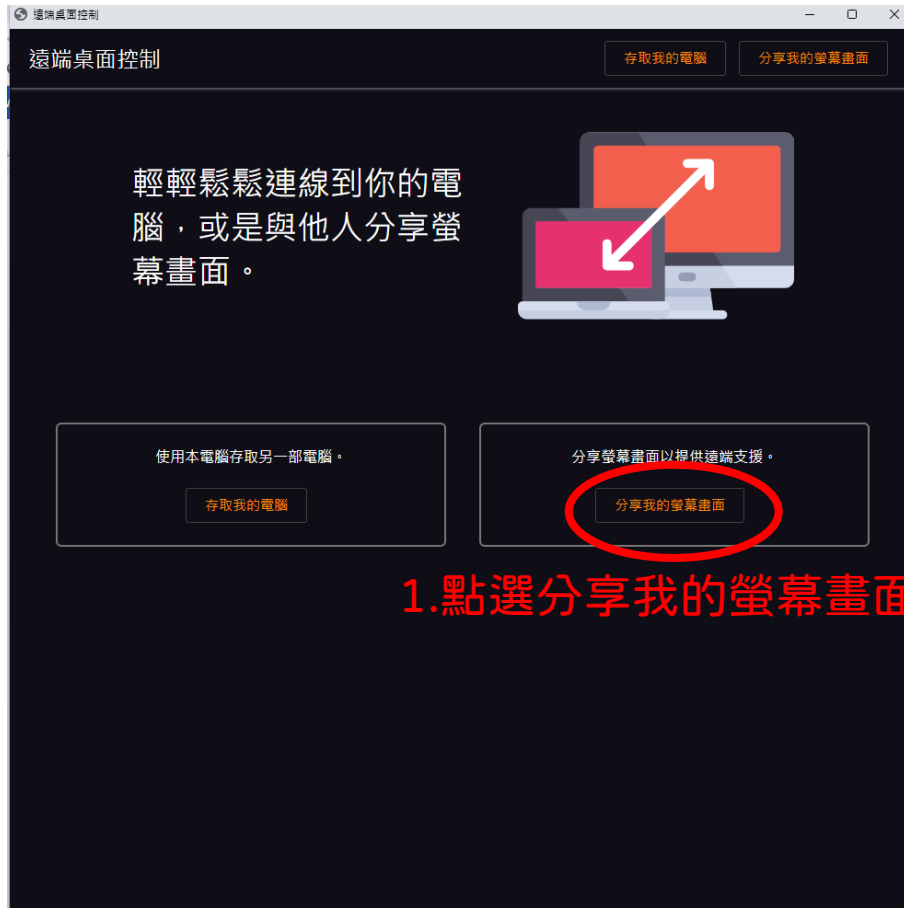 遠端桌面控制
遠端桌面控制
存取我的電腦
分享我的螢幕畫面
輕輕鬆鬆連線到你的電
腦，或是與他人分享螢
幕畫面。
使用本電腦存取另一部電腦。
存取我的電腦
分享螢幕畫面以提供遠端支援。
分享我的螢幕畫面
1.點選分享我的螢幕畫面